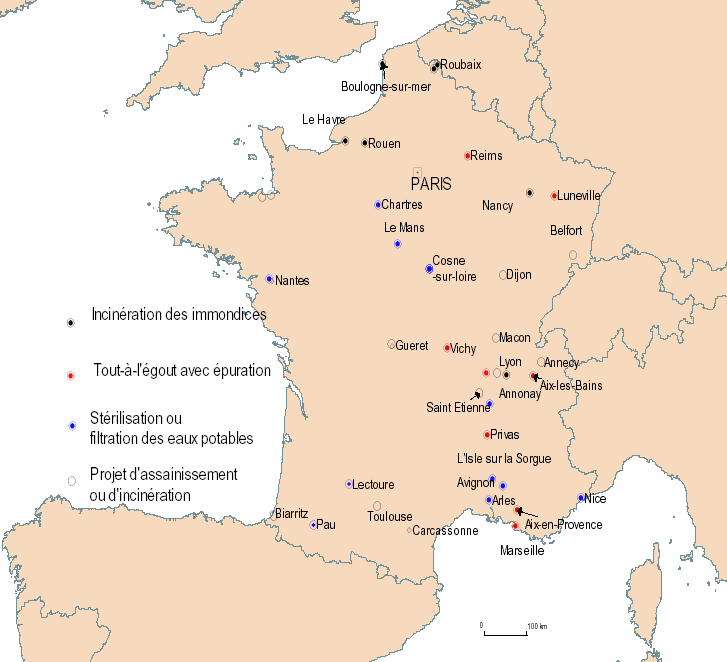 Roubaix
Boulogne-sur-mer
Le Havre
Rouen
Reims
PARIS
Nancy
Luneville
Chartres
Le Mans
Belfort
Cosne
-sur-loire
Dijon
Nantes
Incinération des immondices
Macon
Gueret
Vichy
Lyon
Annecy
Tout-à-l'égout avec épuration
Aix-les-Bains
Annonay
Saint Etienne
Stérilisation ou
filtration des eaux potables
Privas
L'Isle sur la Sorgue
Projet d'assainissement
ou d'incinération
Lectoure
Avignon
Arles
Nice
Biarritz
Toulouse
Pau
Carcassonne
Aix-en-Provence
Marseille
0
100 km